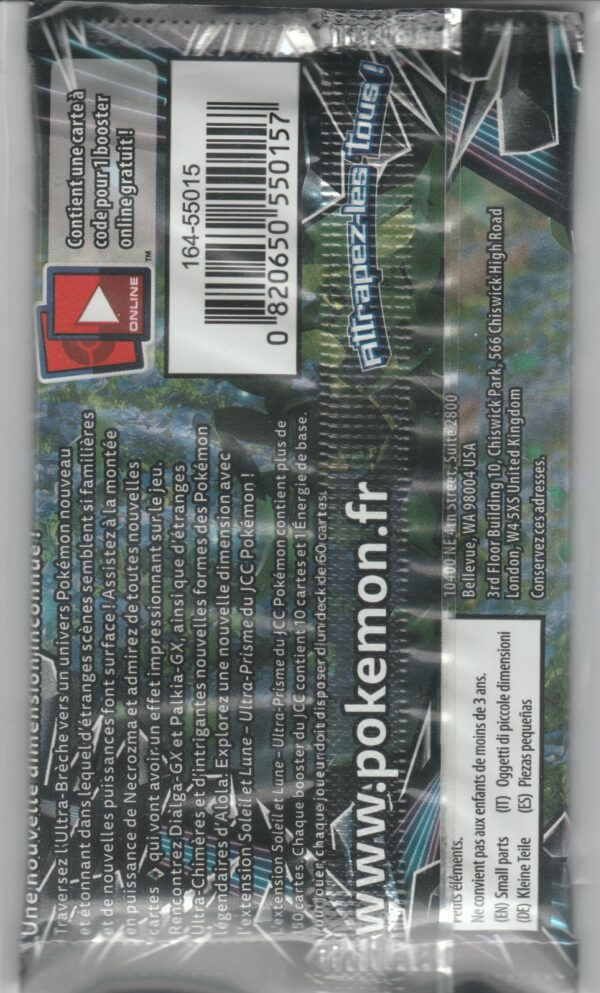 Une nouvelle dimension inconnue !
Traversez l'Ultra-Brèche vers un univers Pokémon nouveau
et étonnant dans lequel d'étranges scènes semblent si familières
et de nouvelles puissances font surface ! Assistez à la montée
en puissance de Necrozma et admirez de toutes nouvelles
cartes qui vont avoir un effet impressionnant sur le jeu.
Rencontrez Dialga-GX et Palkia-GX, ainsi que d'étranges
Ultra-Chimères et d'intrigantes nouvelles formes des Pokémon
légendaires d'Alola ! Explorez une nouvelle dimension avec
l'extension Soleil et Lune - Ultra-Prisme du JCC Pokémon !
L'extension Soleil et Lune - Ultra-Prisme du JCC Pokémon contient plus de
150 cartes. Chaque booster du JCC contient 10 cartes et 1 Énergie de base.
Pour jouer, chaque joueur doit disposer d'un deck de 60 cartes.
Contient une carte à
code pour 1 booster
online gratuit !
ONLINE
TM
164-55015
0 820650 550157
Attrapez-les Tous !
www.pokemon.fr
Petits éléments.
Ne convient pas aux enfants de moins de 3 ans.
(EN) Small parts (IT) Oggetti di piccole dimensioni
(DE) Kleine Teile (ES) Piezas pequeñas
10400 NE 4th Street, Suite 2800
Bellevue, WA 98004 USA
3rd Floor Building 10, Chiswick Park, 566 Chiswick High Road
London, W4 5XS United Kingdom
Conservez ces adresses.